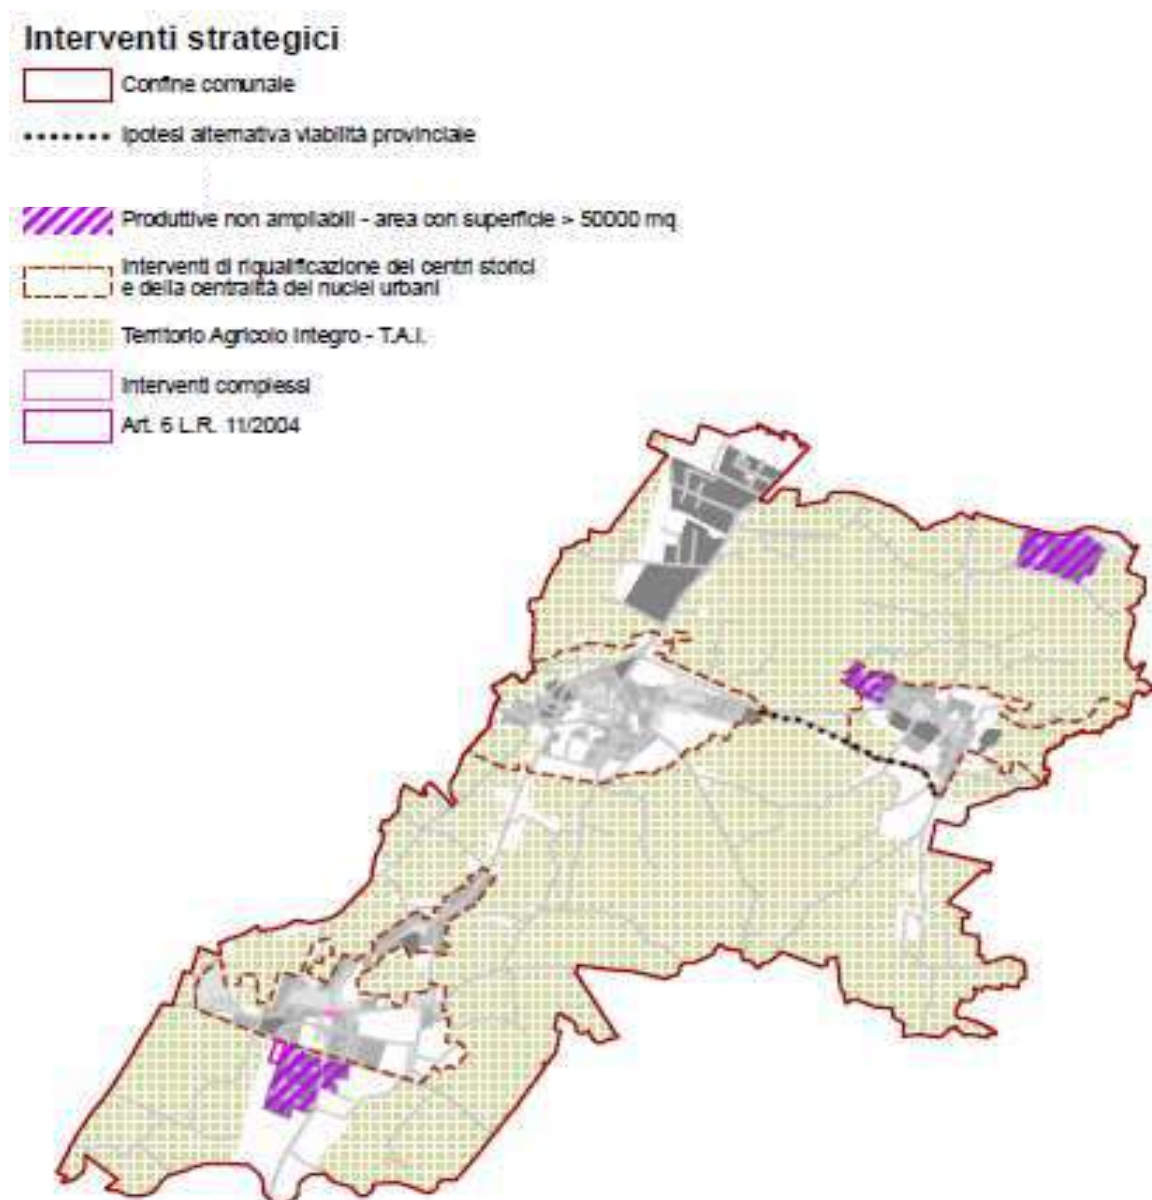 Interventi strategici
Confine comunale
Ipotesi alternativa viabilità provinciale
Produttive non ampliabili - area con superficie > 50000 mq
Interventi di riqualificazione dei centri storici
e della centralità dei nuclei urbani
Territorio Agricolo Integro - T.A.I.
Interventi complessi
Art. 6 L.R. 11/2004